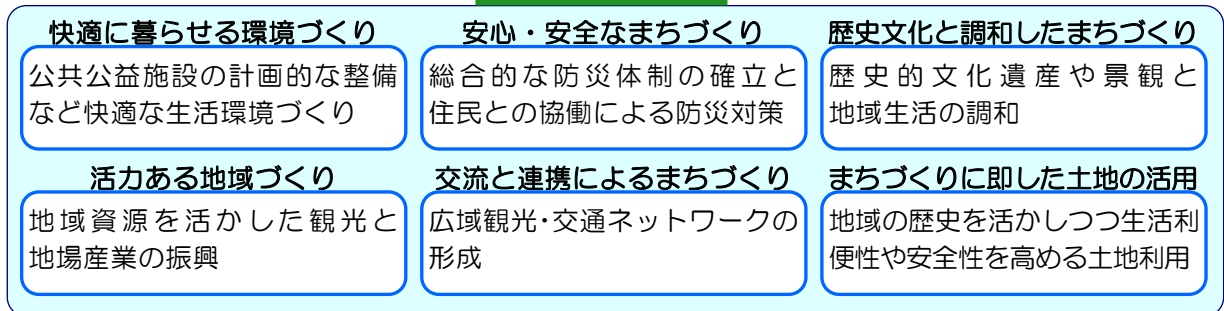 快適に暮らせる環境づくり
公共公益施設の計画的な整備
など快適な生活環境づくり
安心・安全なまちづくり
総合的な防災体制の確立と
住民との協働による防災対策
歴史文化と調和したまちづくり
歴史的文化遺産や景観と
地域生活の調和
活力ある地域づくり
地域資源を活かした観光と
地場産業の振興
交流と連携によるまちづくり
広域観光・交通ネットワークの
形成
まちづくりに即した土地の活用
地域の歴史を活かしつつ生活利
便性や安全性を高める土地利用